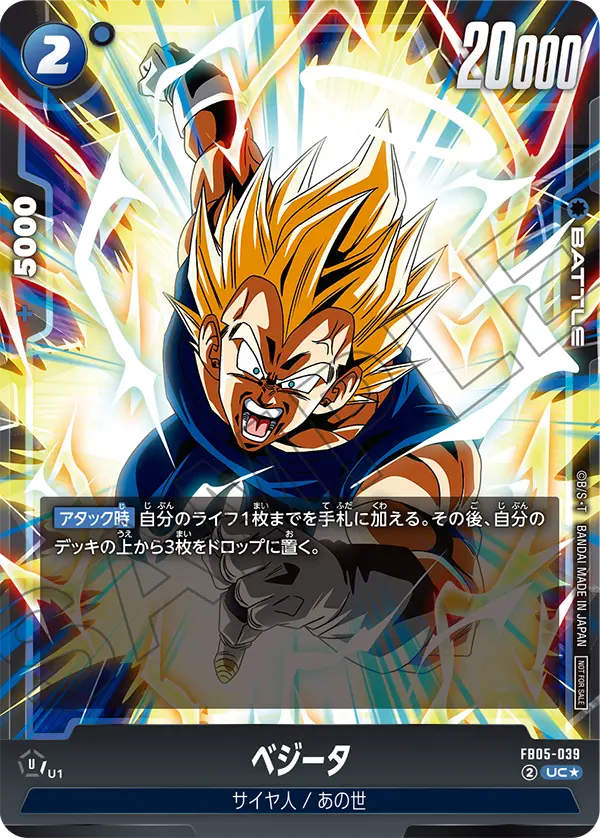 2
20000
+5000
BATTLE
SAMPLE
アタック時 自分のライフ1枚までを手札に加える。その後、自分の
デッキの上から3枚をドロップに置く。
©B/S・T BANDAI MADE IN JAPAN
NOT FOR SALE
U/U1
ベジータ
FB05-039
② UC★
サイヤ人 / あの世